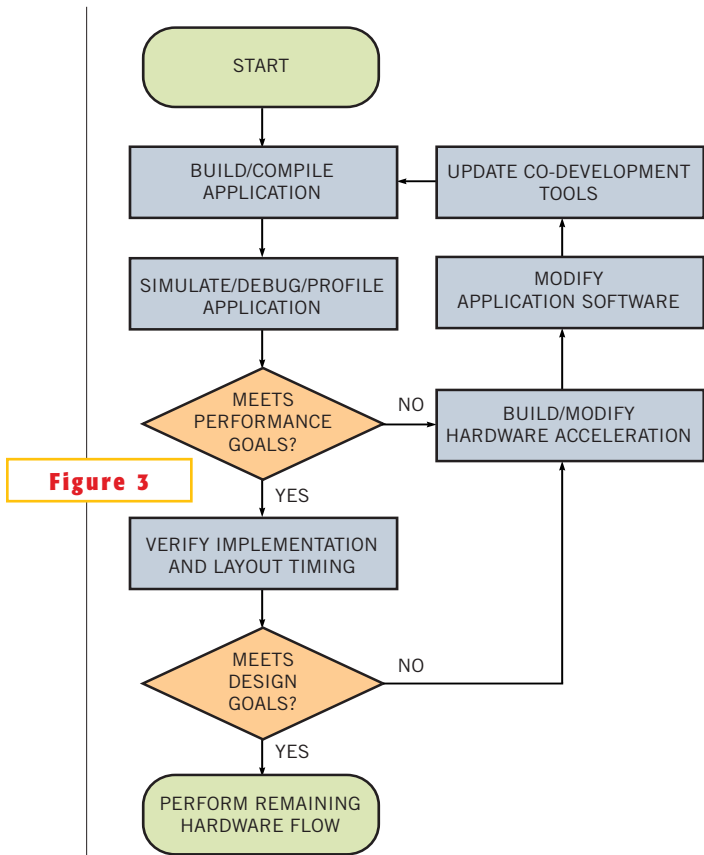 START
BUILD/COMPILE
APPLICATION
UPDATE CO-DEVELOPMENT
TOOLS
SIMULATE/DEBUG/PROFILE
APPLICATION
MODIFY
APPLICATION SOFTWARE
MEETS
PERFORMANCE
GOALS?
NO
BUILD/MODIFY
HARDWARE ACCELERATION
Figure 3
YES
VERIFY IMPLEMENTATION
AND LAYOUT TIMING
MEETS
DESIGN
GOALS?
NO
YES
PERFORM REMAINING
HARDWARE FLOW